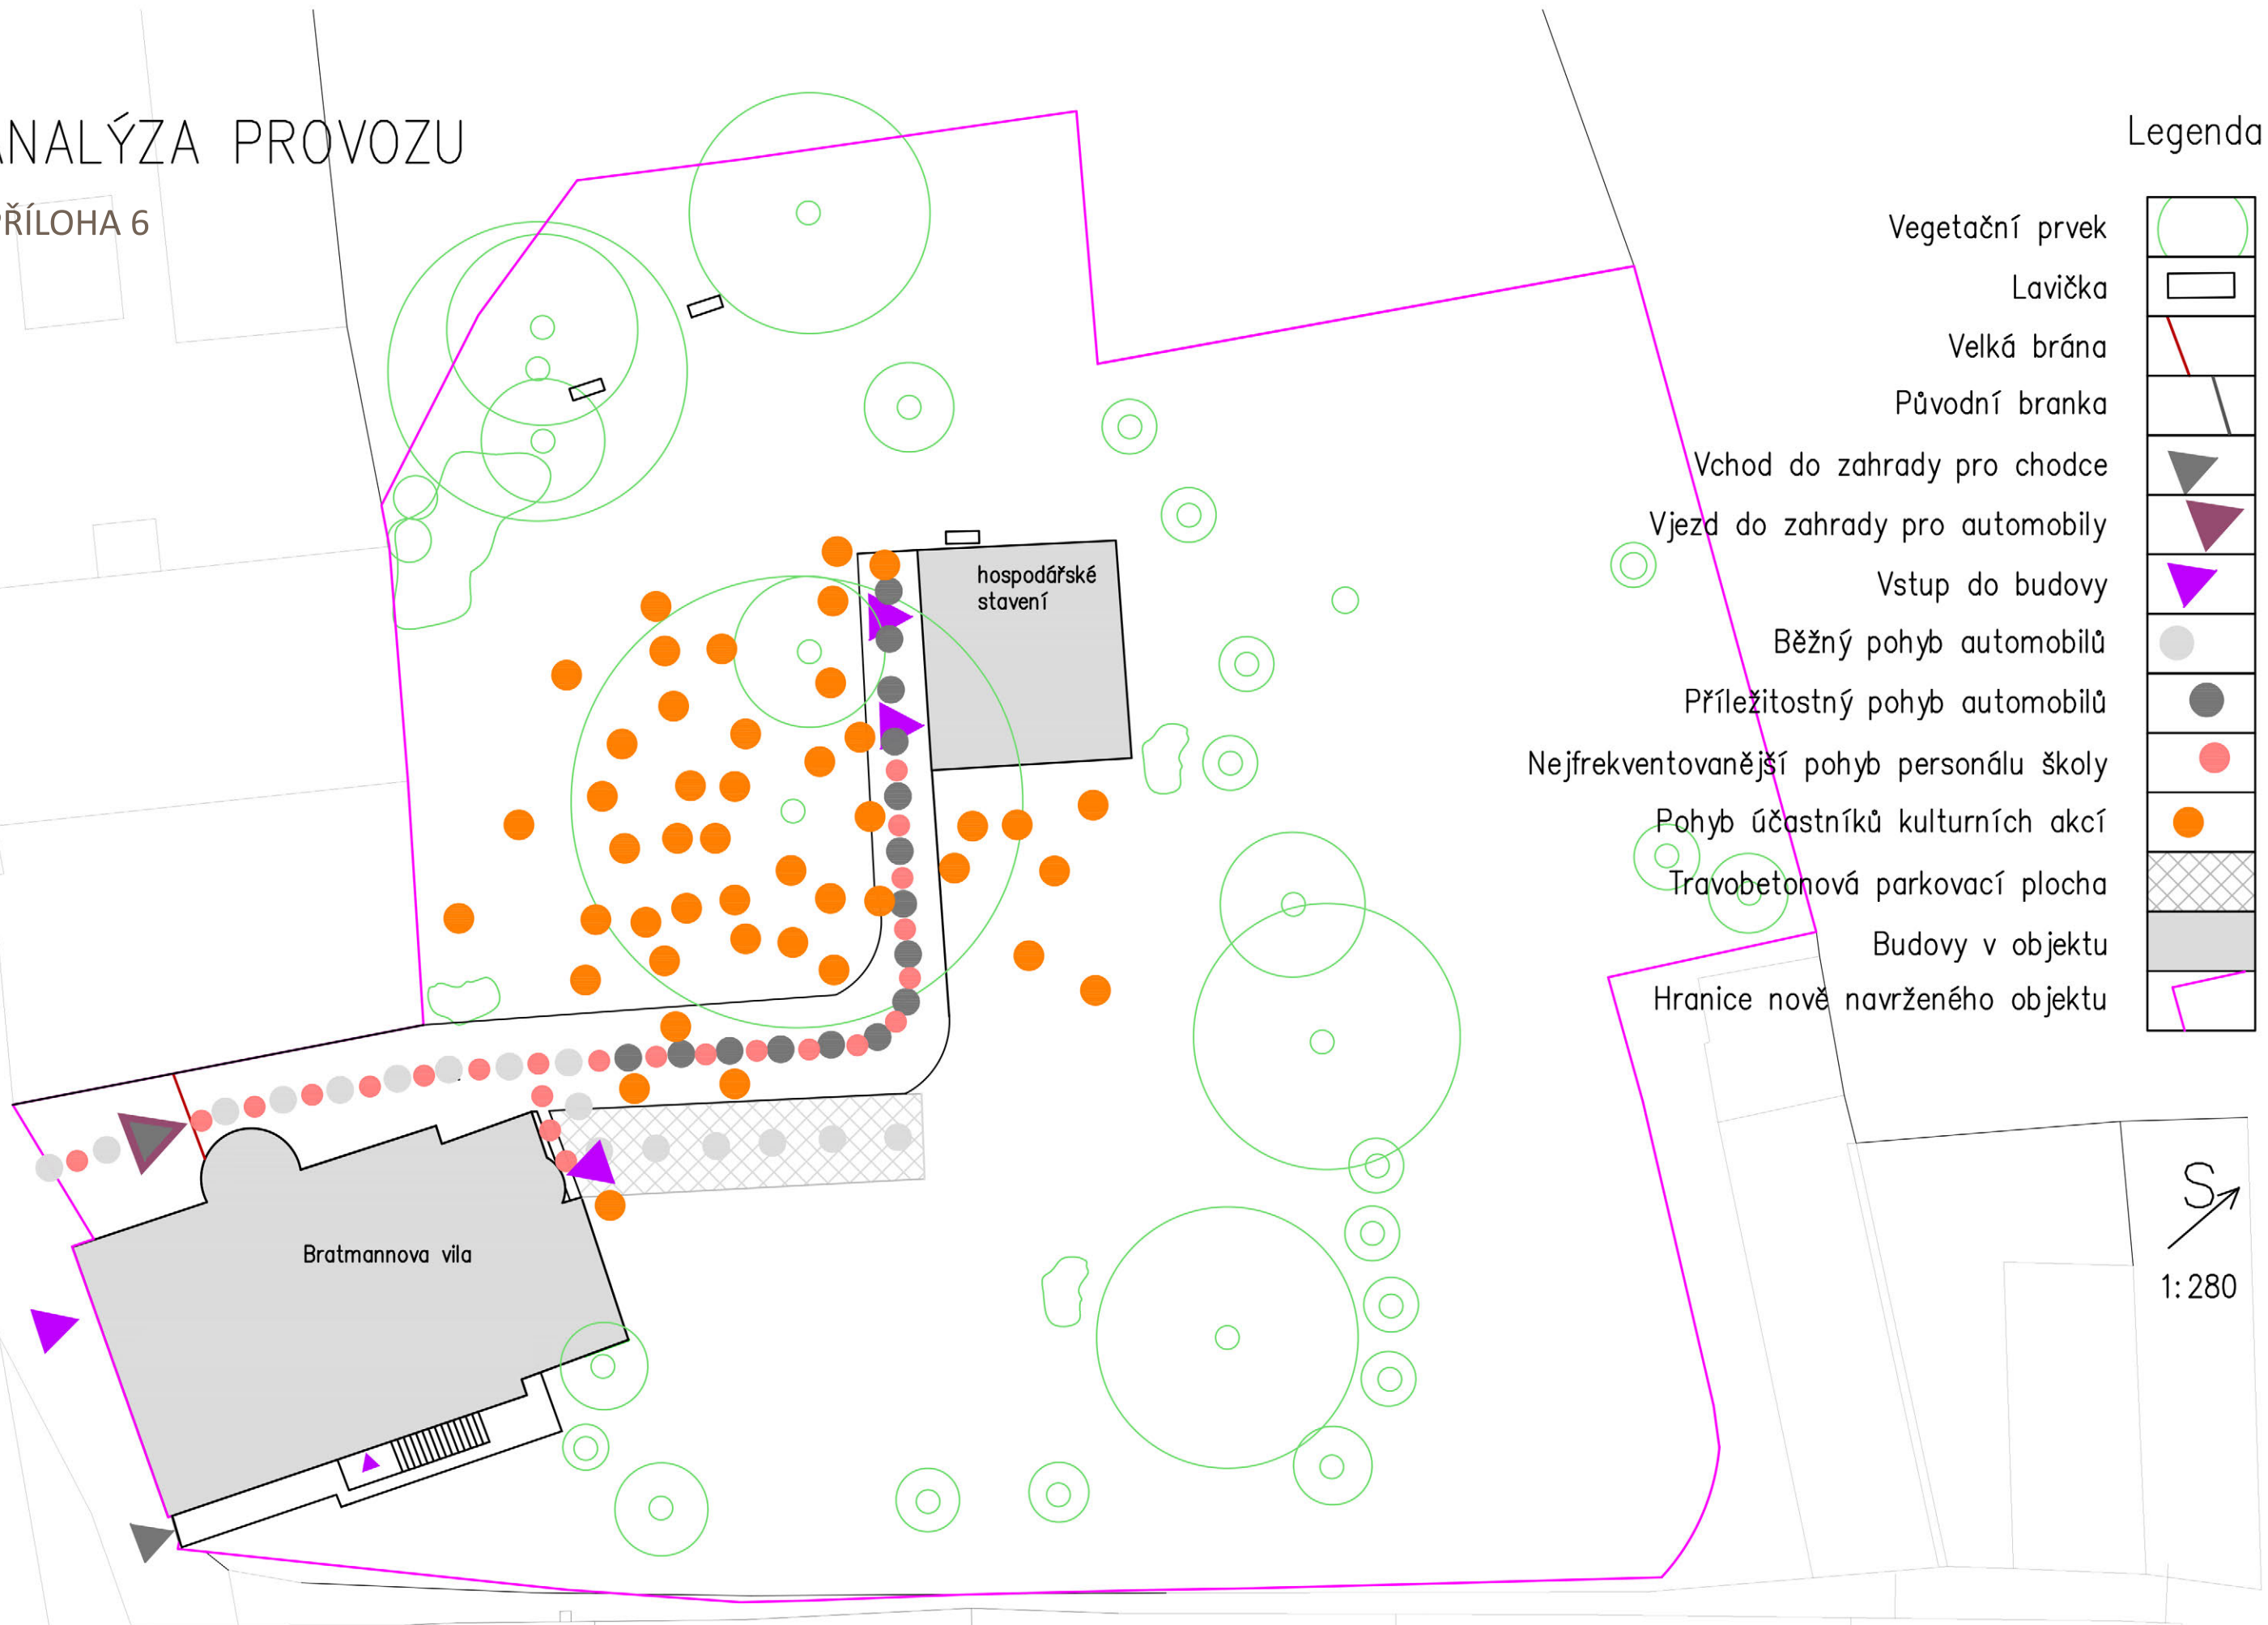 NALÝZA PROVOZU
ŘÍLOHA 6
Legenda
Vegetační prvek
Lavička
Velká brána
Původní branka
Vchod do zahrady pro chodce
Vjezd do zahrady pro automobily
Vstup do budovy
Běžný pohyb automobilů
Příležitostný pohyb automobilů
Nejfrekventovanější pohyb personálu školy
Pohyb účastníků kulturních akcí
Travobetonová parkovací plocha
Budovy v objektu
Hranice nově navrženého objektu
hospodářské
stavení
Bratmannova vila
S
1:280